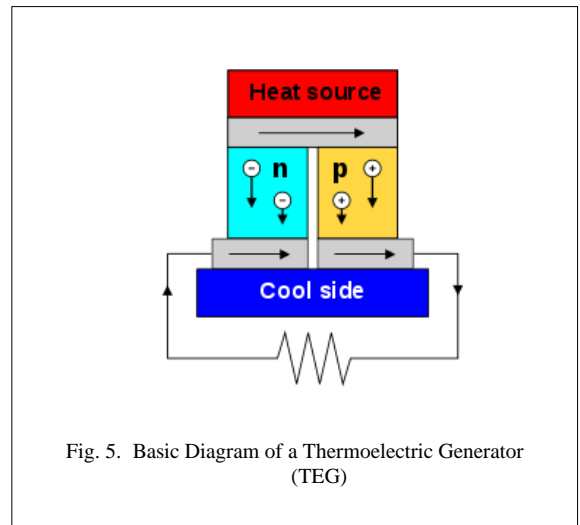 Heat source
n p
Cool side
Fig. 5. Basic Diagram of a Thermoelectric Generator
(TEG)